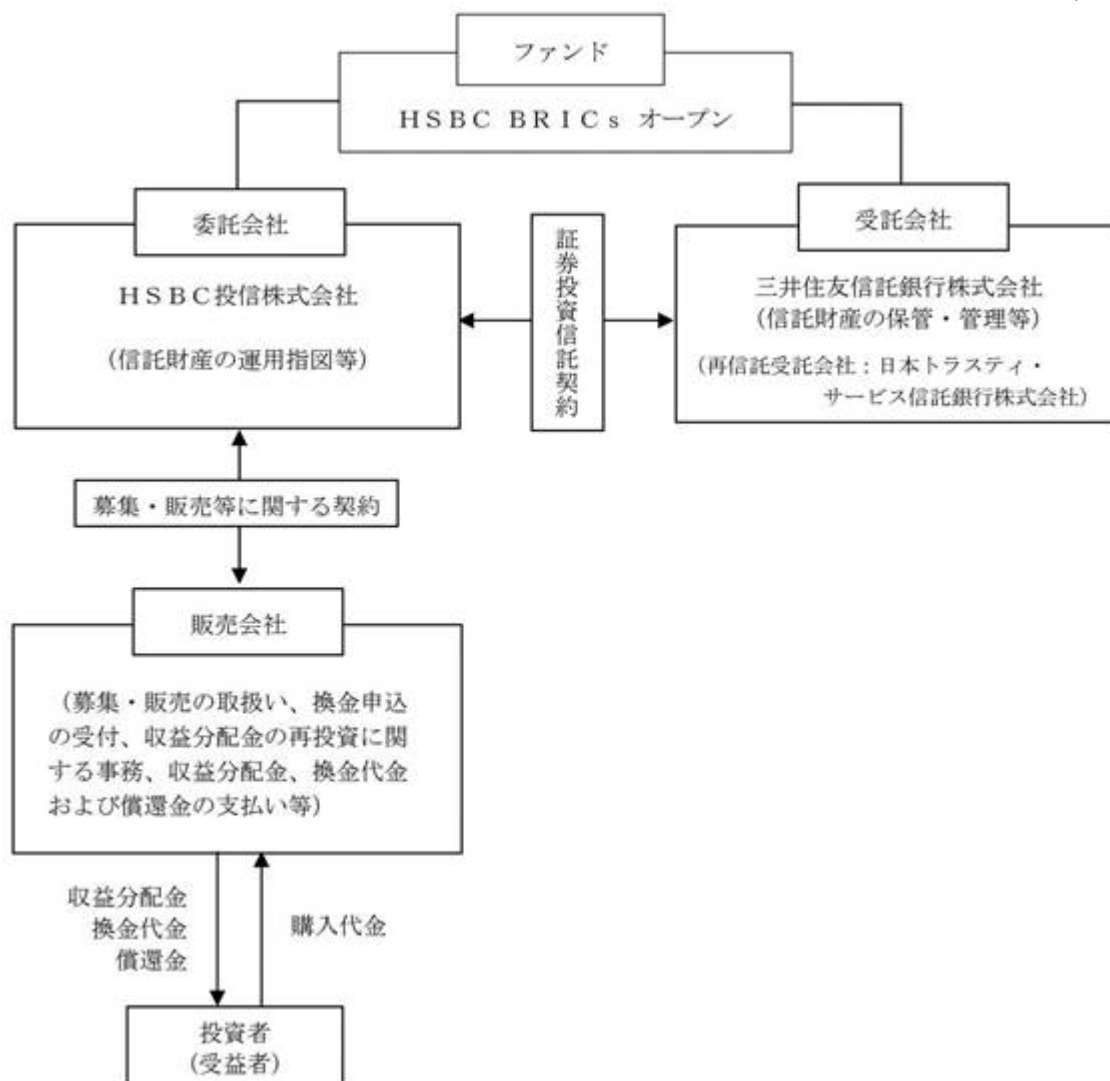 ファンド
HSBC BRICs オープン
委託会社
HSBC投信株式会社
(信託財産の運用指図等)
証券投資信託契約
受託会社
三井住友信託銀行株式会社
(信託財産の保管・管理等)
(再信託受託会社:日本トラスティ・
サービス信託銀行株式会社)
募集・販売等に関する契約
販売会社
(募集・販売の取扱い、換金申込
の受付、収益分配金の再投資に関
する事務、収益分配金、換金代金
および償還金の支払い等)
収益分配金
換金代金
償還金
購入代金
投資者
(受益者)